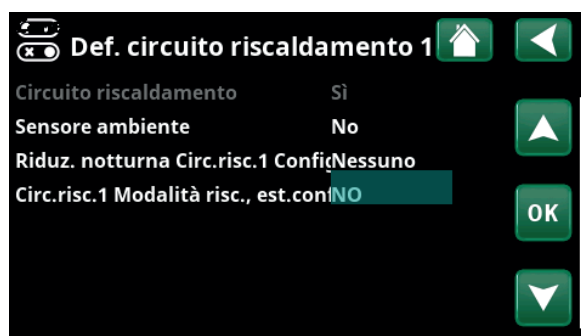 Def. circuito riscaldamento 1
Circuito riscaldamento Sì
Sensore ambiente No
Riduz. notturna Circ.risc.1 Config Nessuno
Circ.risc.1 Modalità risc., est.conf NO
OK